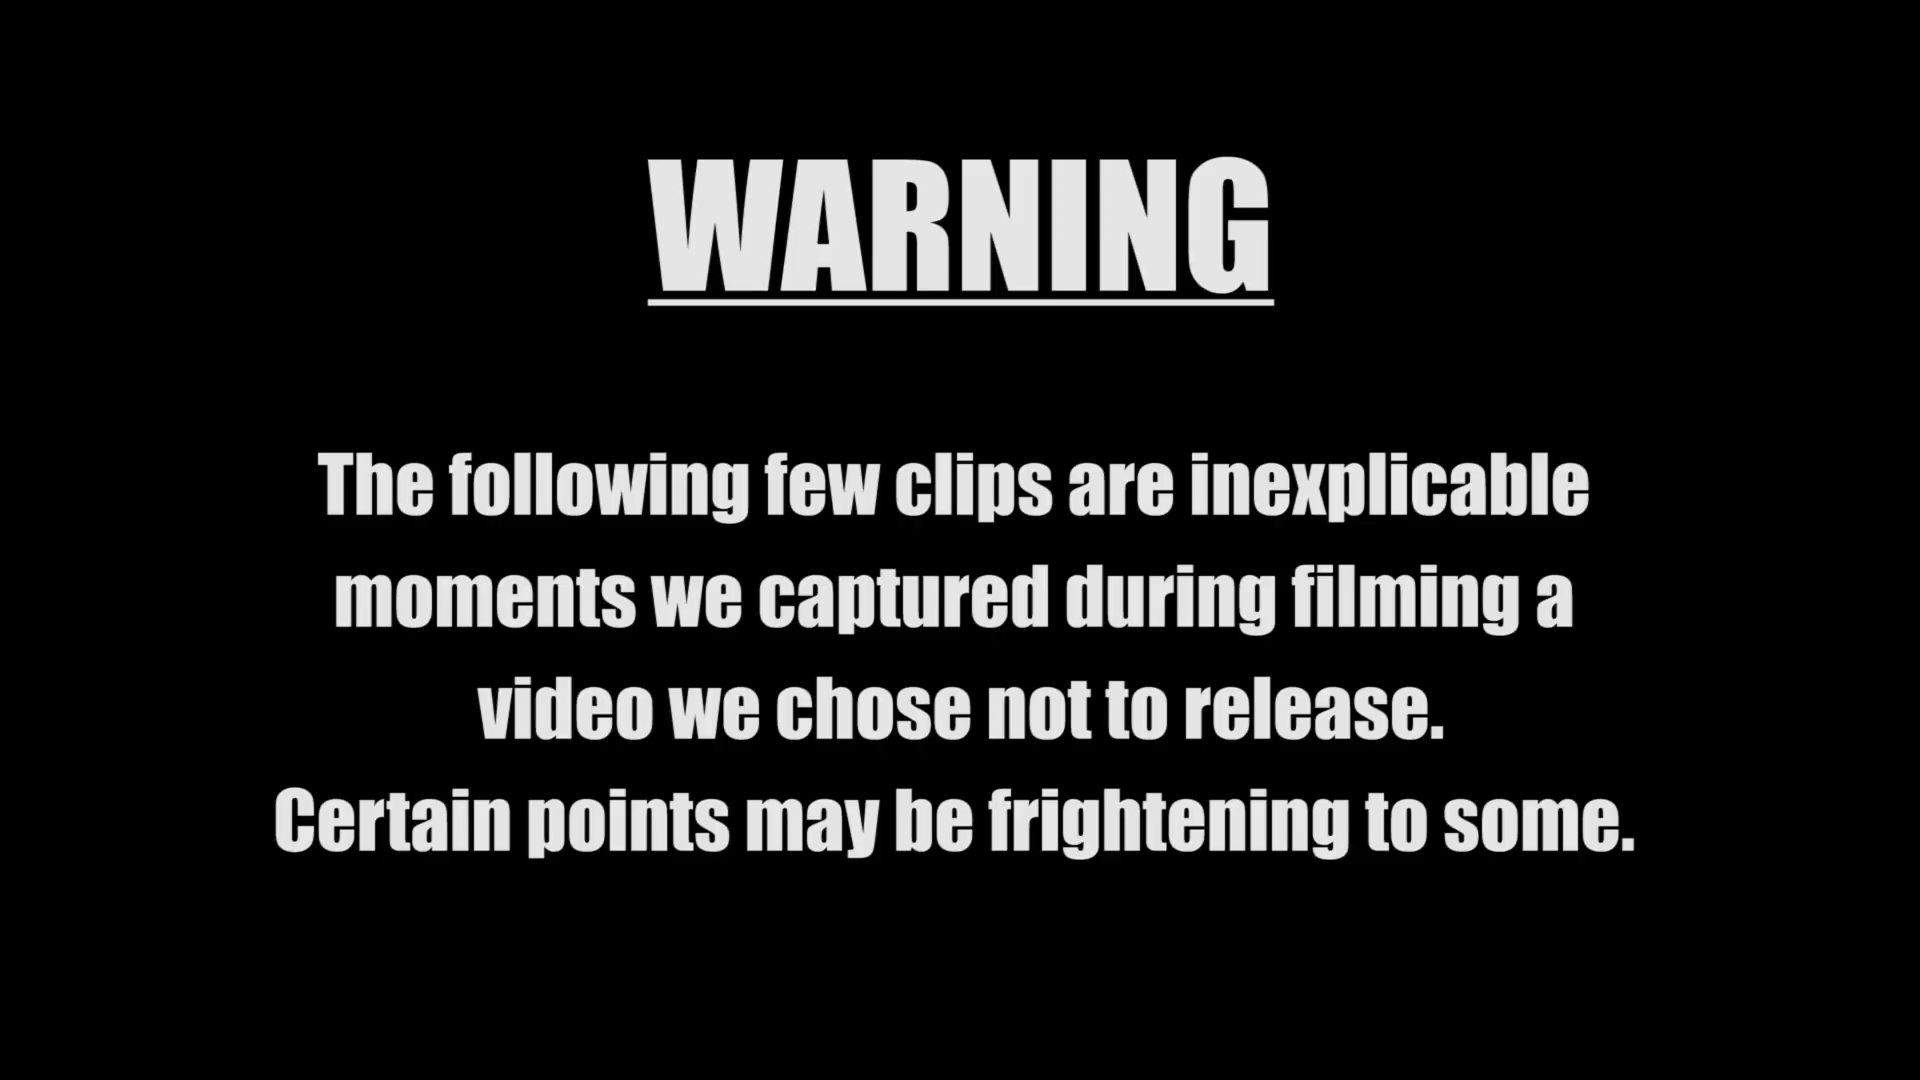 WARNING
The following few clips are inexplicable
moments we captured during filming a
video we chose not to release.
Certain points may be frightening to some.